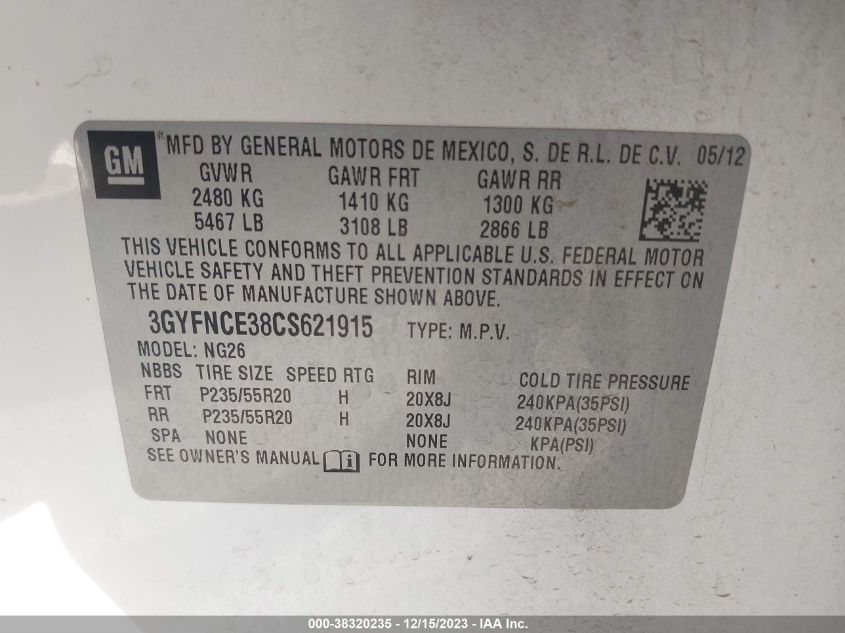 GM ® MFD BY GENERAL MOTORS DE MEXICO, S. DE R.L. DE C.V. 05/12
GVWR GAWR FRT GAWR RR
2480 KG 1410 KG 1300 KG
5467 LB 3108 LB 2866 LB
THIS VEHICLE CONFORMS TO ALL APPLICABLE U.S. FEDERAL MOTOR
VEHICLE SAFETY AND THEFT PREVENTION STANDARDS IN EFFECT ON
THE DATE OF MANUFACTURE SHOWN ABOVE.
3GYFNCE38CS621915 TYPE: M.P.V.
MODEL: NG26
NBBS TIRE SIZE SPEED RTG RIM COLD TIRE PRESSURE
FRT P235/55R20 H 20X8J 240KPA(35PSI)
RR P235/55R20 H 20X8J 240KPA(35PSI)
SPA NONE NONE KPA(PSI)
SEE OWNER'S MANUAL FOR MORE INFORMATION.
000-38320235 - 12/15/2023 - IAA Inc.